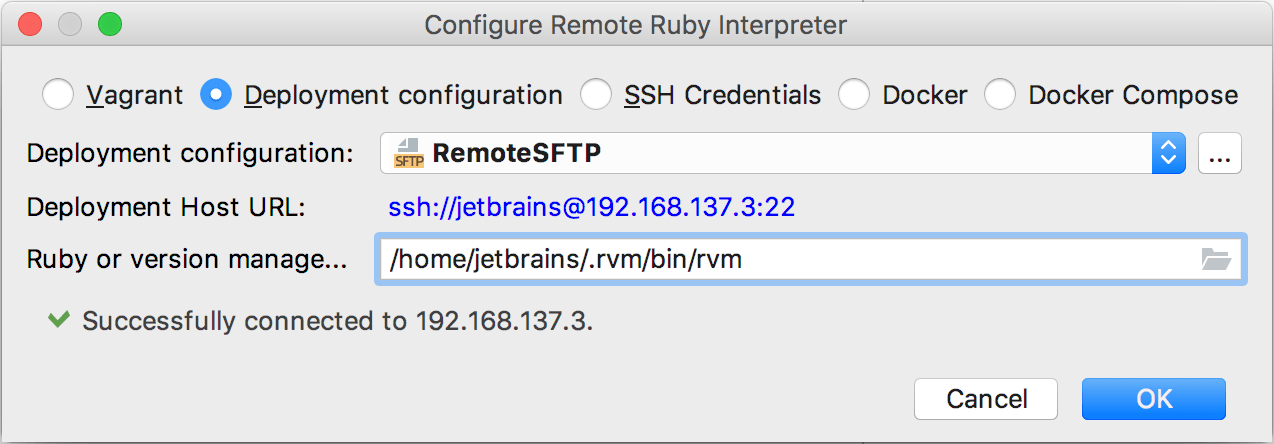 Configure Remote Ruby Interpreter
Vagrant Deployment configuration SSH Credentials Docker Docker Compose
Deployment configuration: SFTP RemoteSFTP ...
Deployment Host URL: ssh://jetbrains@192.168.137.3:22
Ruby or version manage... /home/jetbrains/.rvm/bin/rvm
Successfully connected to 192.168.137.3.
Cancel OK